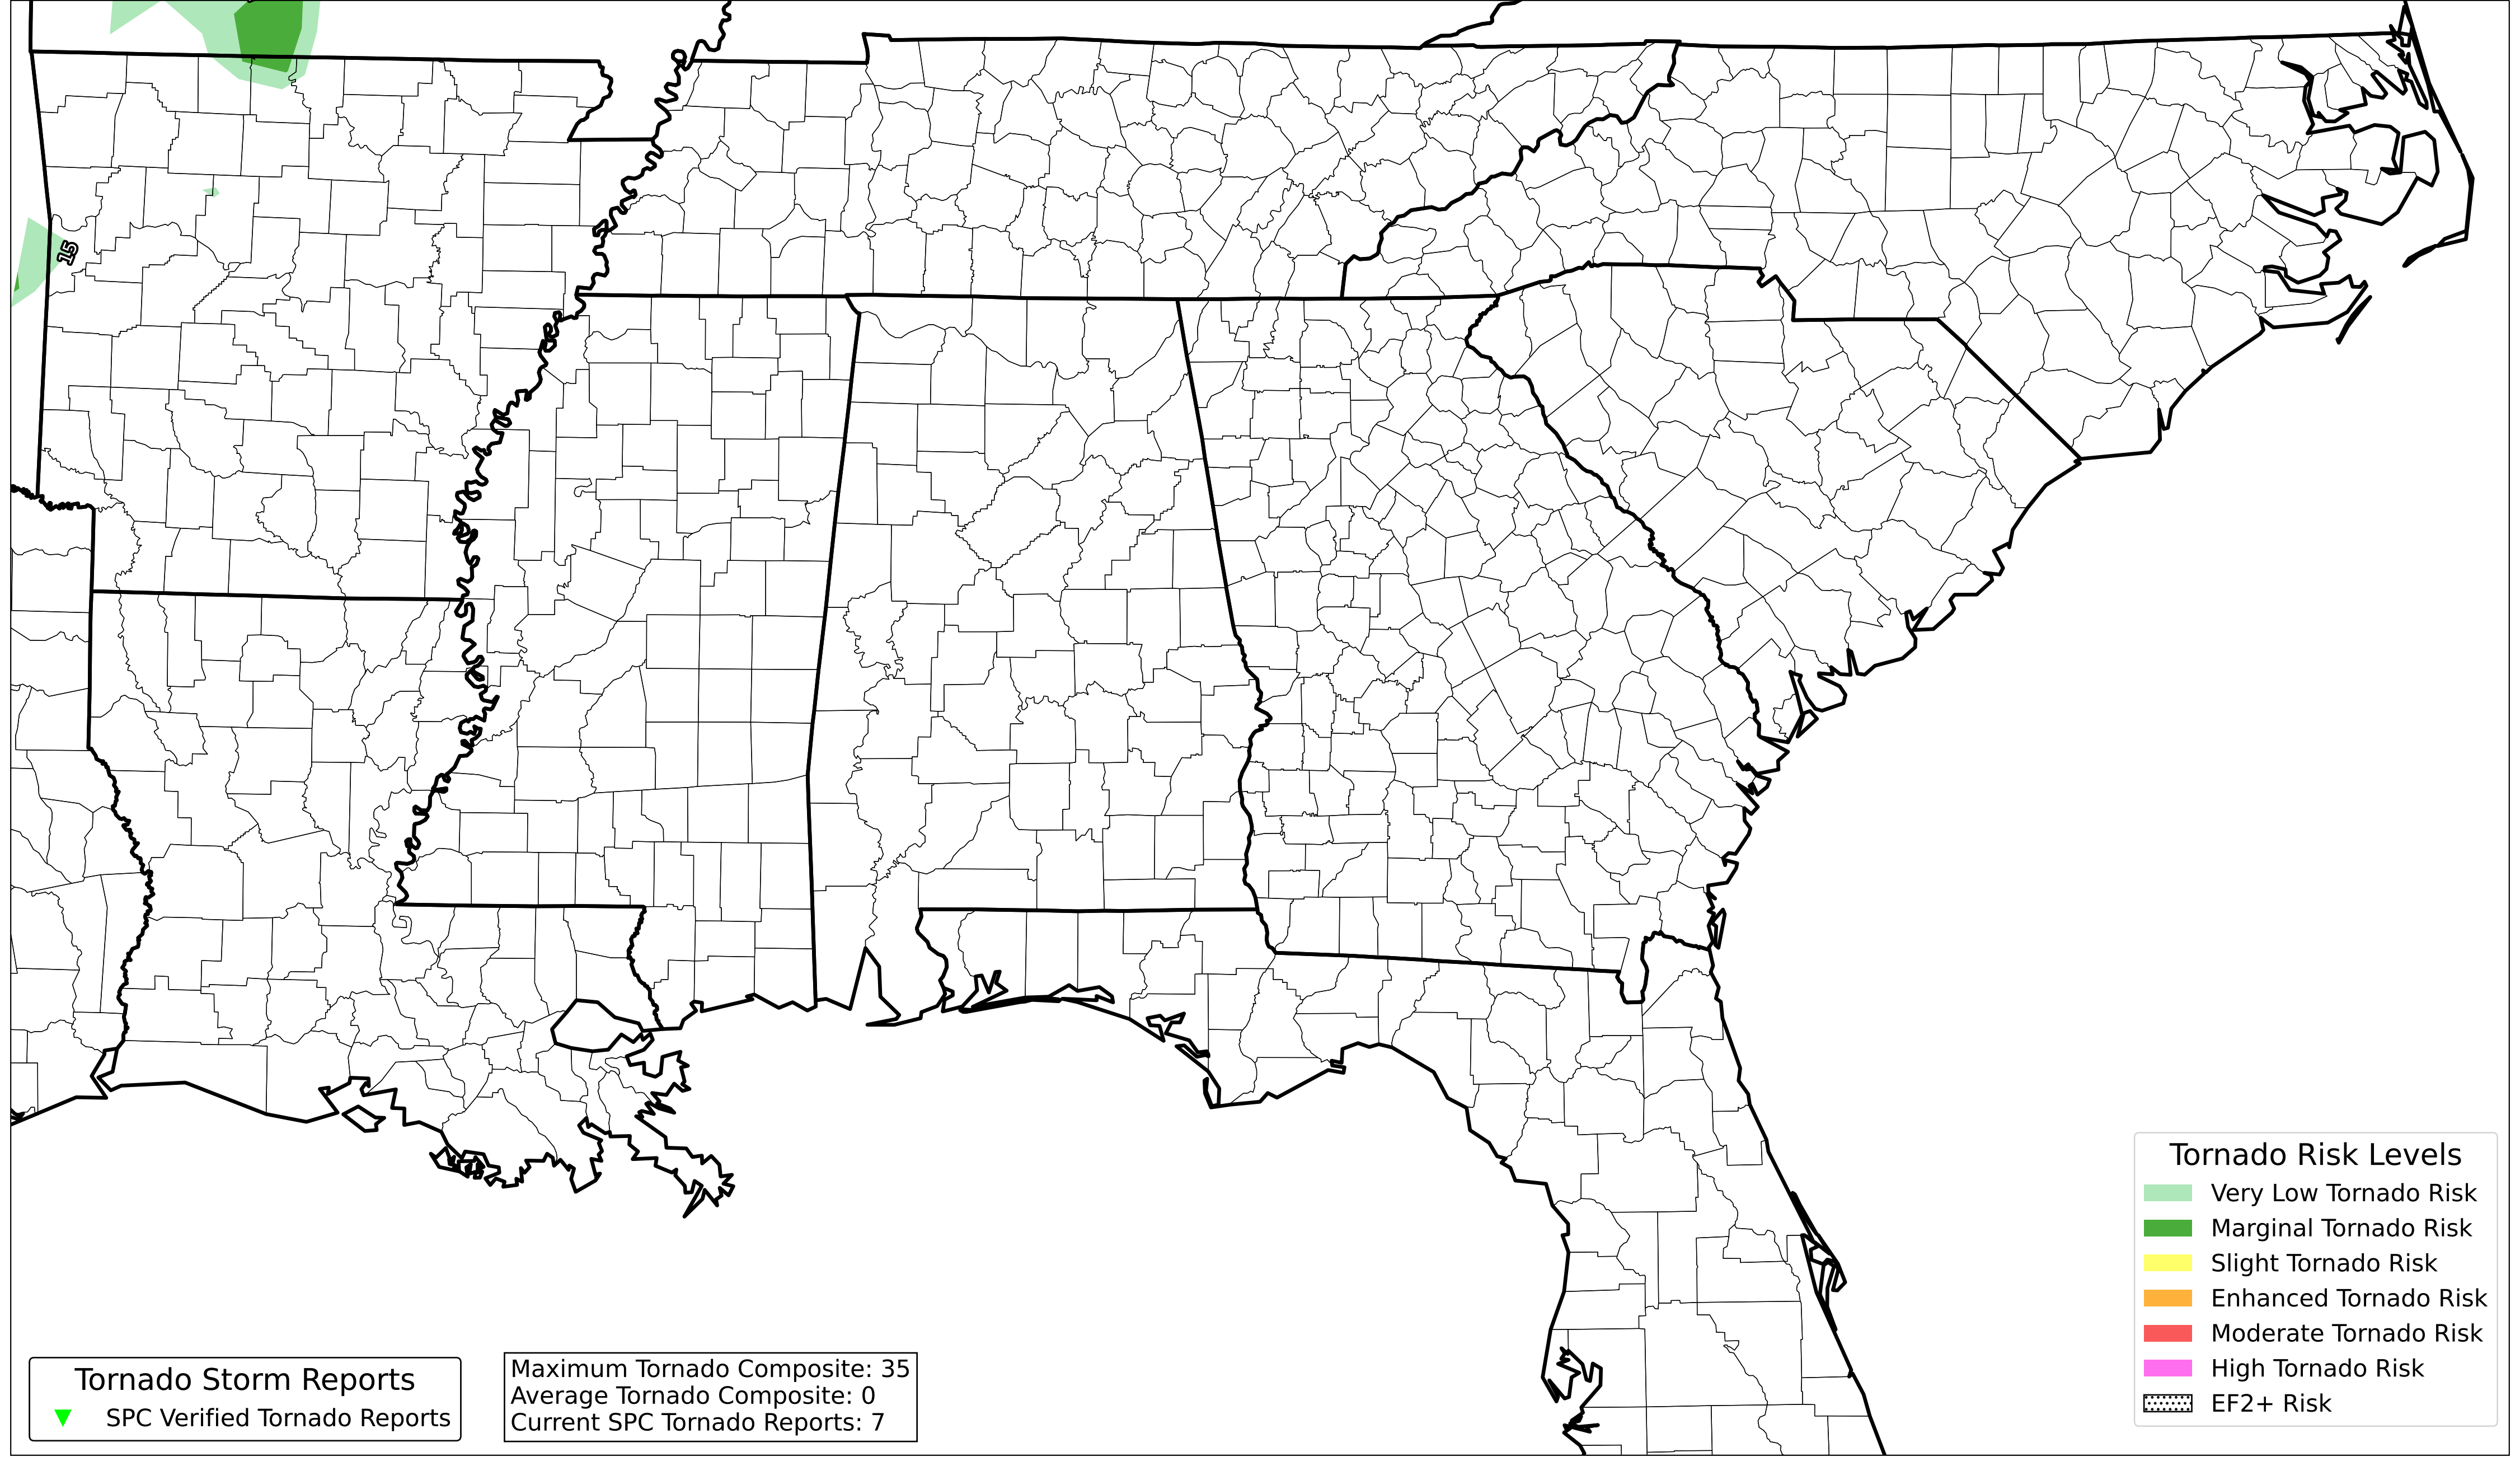 15
Tornado Risk Levels
Very Low Tornado Risk
Marginal Tornado Risk
Slight Tornado Risk
Enhanced Tornado Risk
Moderate Tornado Risk
High Tornado Risk
EF2+ Risk
Tornado Storm Reports
SPC Verified Tornado Reports
Maximum Tornado Composite: 35
Average Tornado Composite: 0
Current SPC Tornado Reports: 7